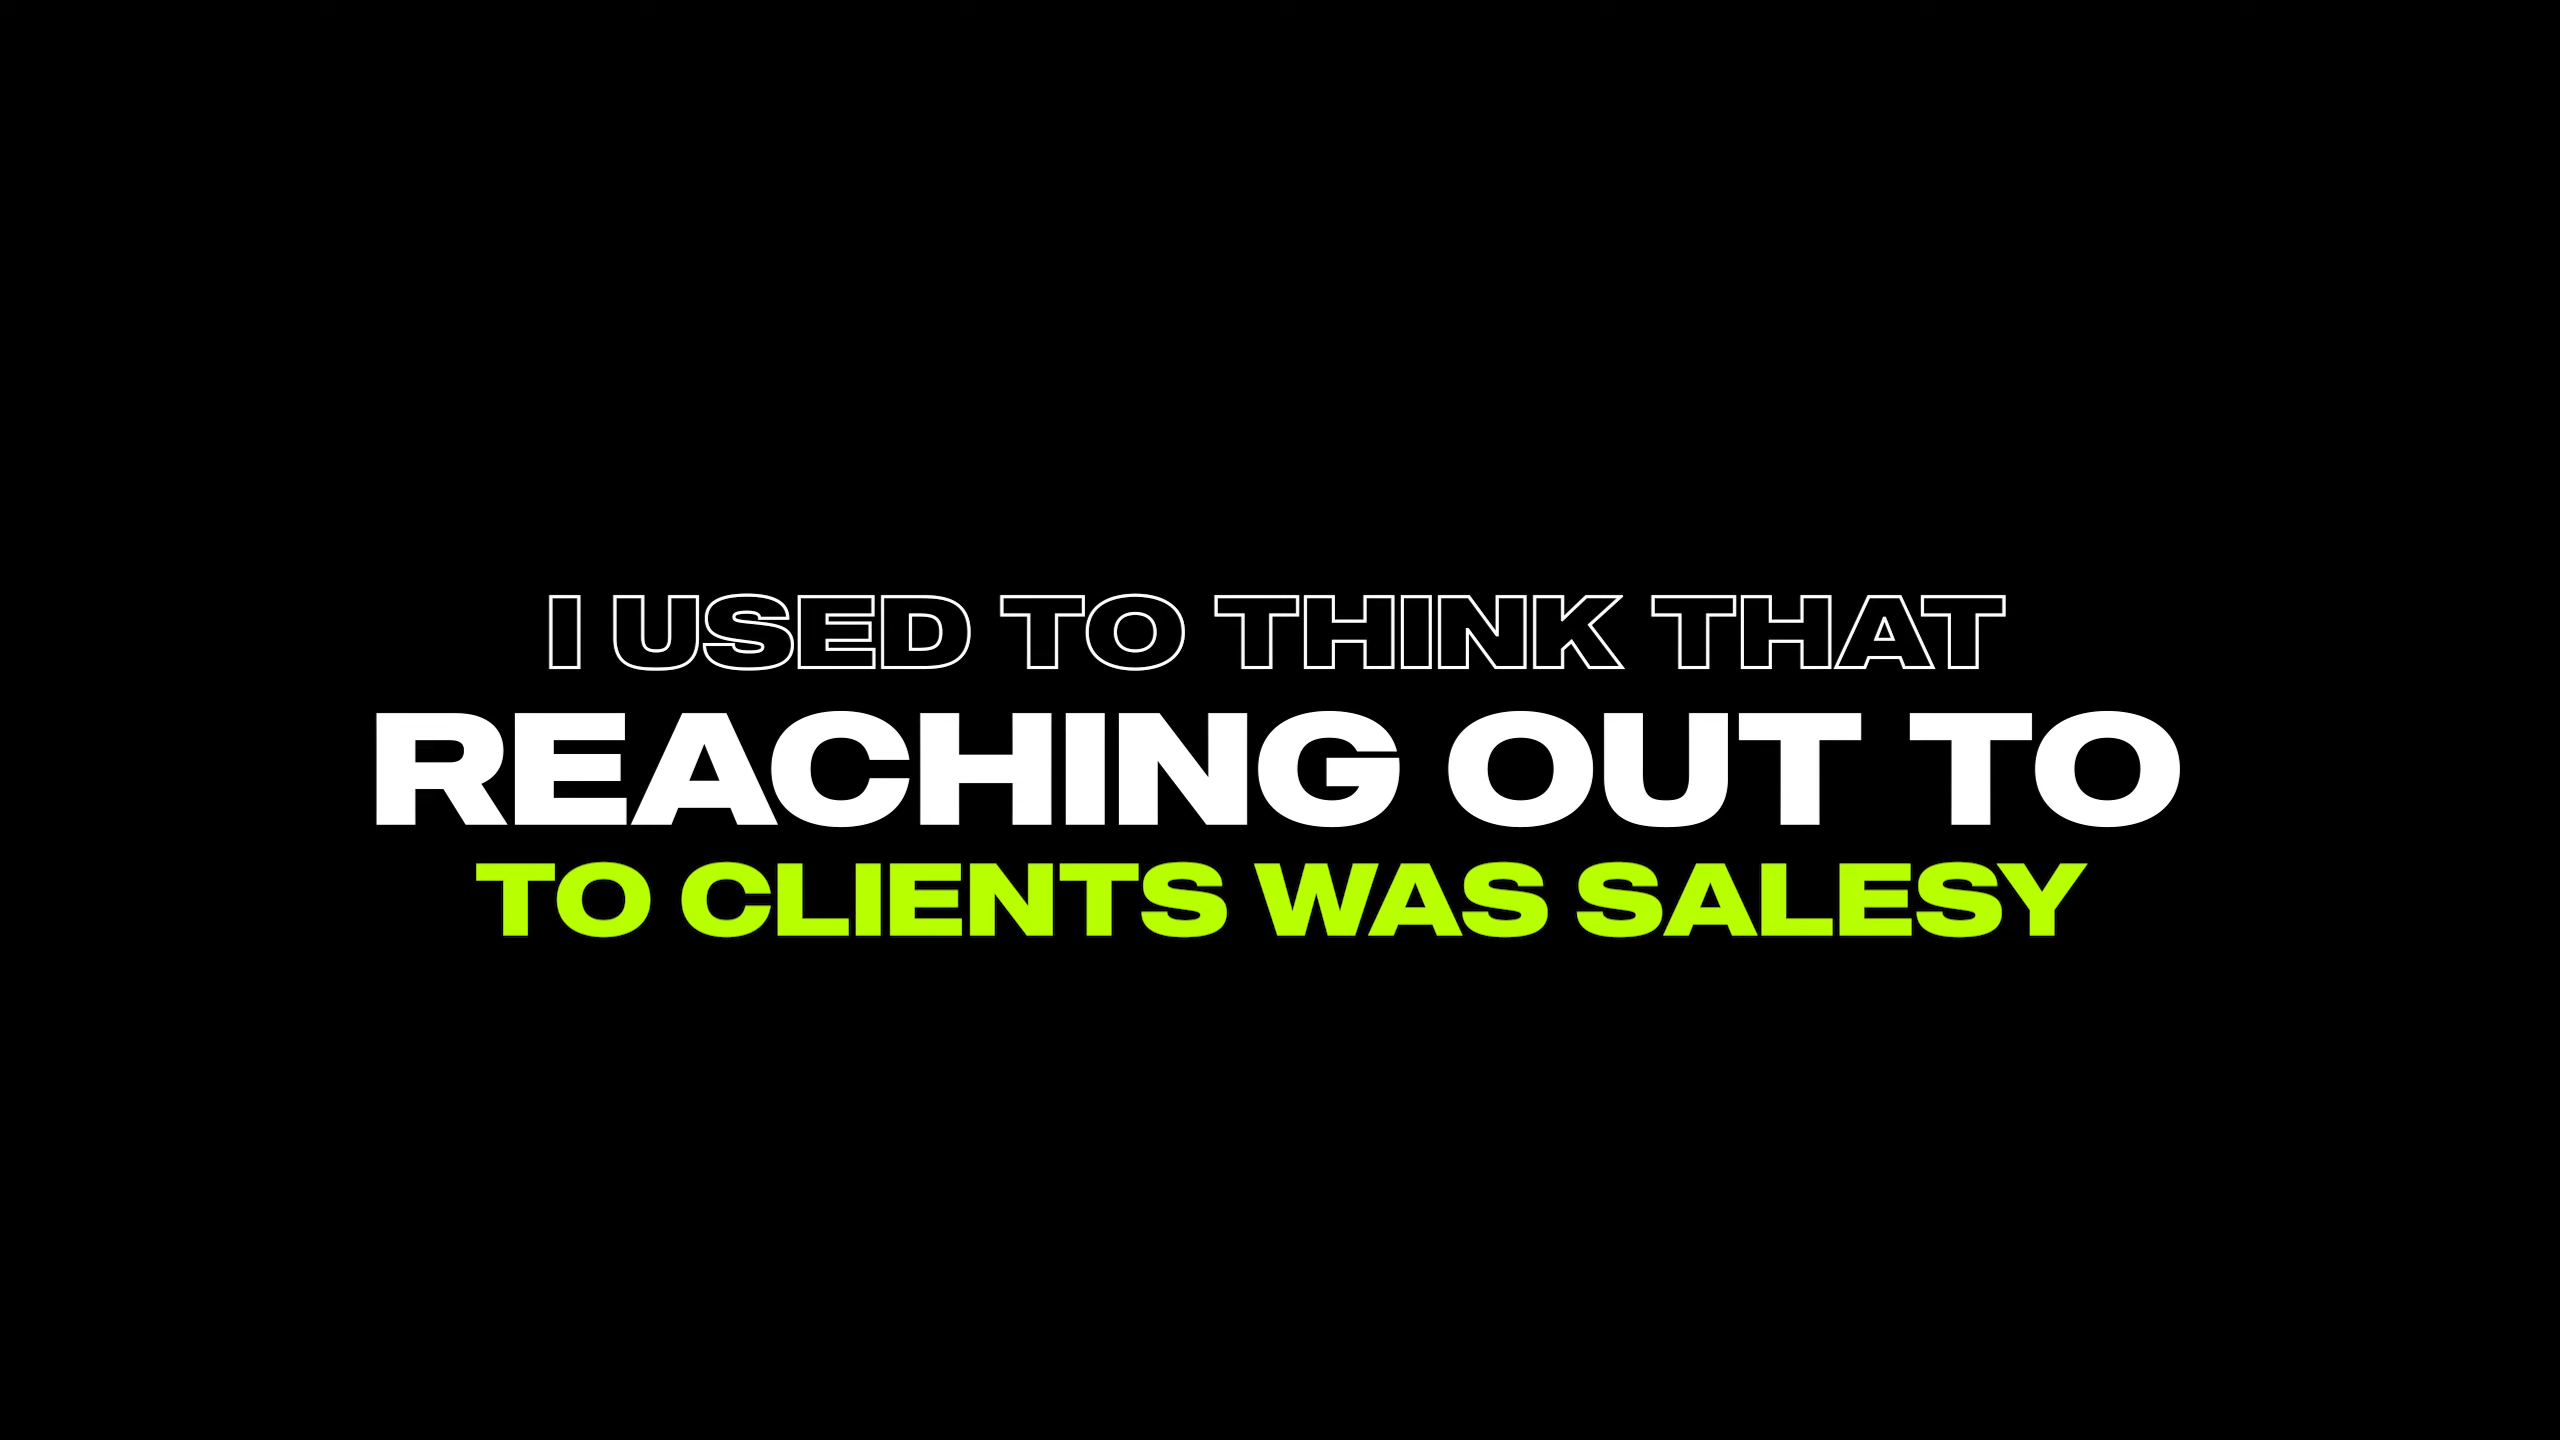 I USED TO THINK THAT
REACHING OUT TO
TO CLIENTS WAS SALESY